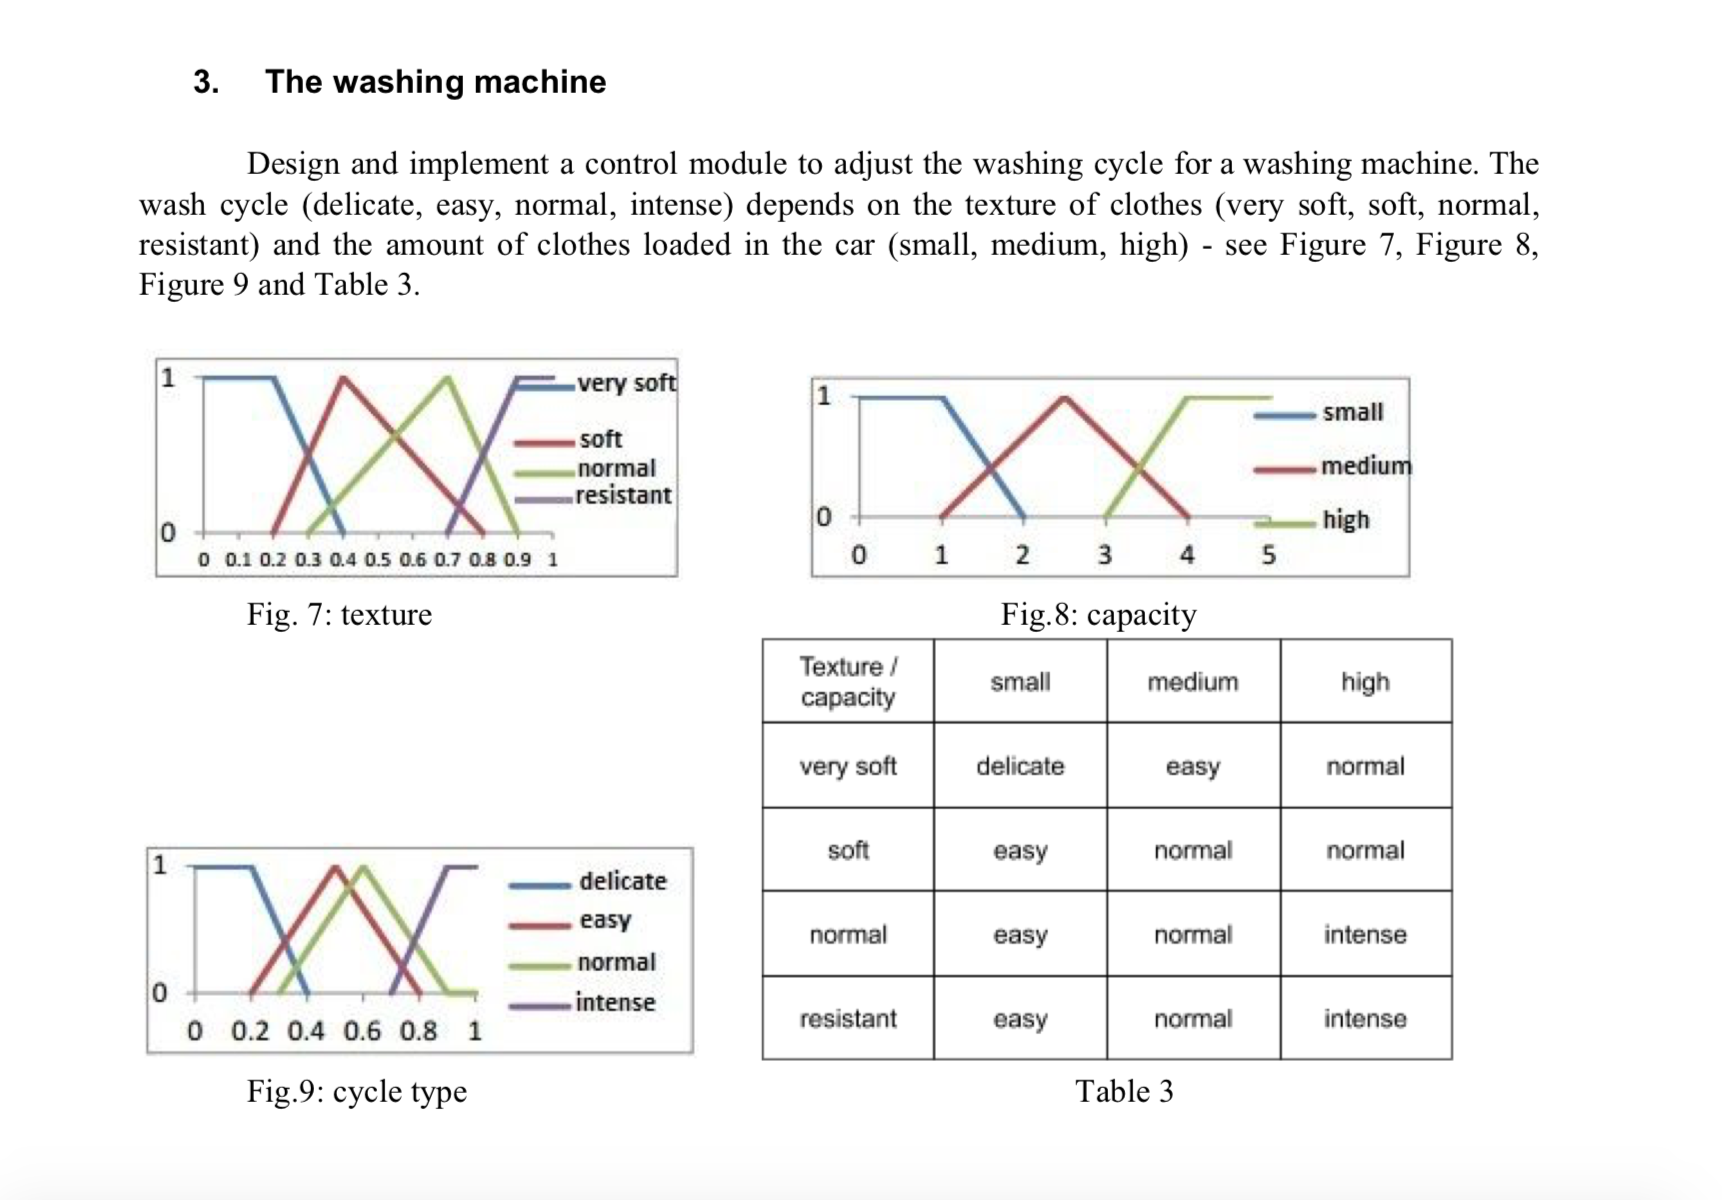 3. The washing machine
Design and implement a control module to adjust the washing cycle for a washing machine. The
wash cycle (delicate, easy, normal, intense) depends on the texture of clothes (very soft, soft, normal,
resistant) and the amount of clothes loaded in the car (small, medium, high) - see Figure 7, Figure 8,
Figure 9 and Table 3.
1
very soft
soft
normal
resistant
0
0 0.1 0.2 0.3 0.4 0.5 0.6 0.7 0.8 0.9 1
Fig. 7: texture
1
small
medium
0
high
0 1 2 3 4 5
Fig.8: capacity
Texture / capacity small medium high
very soft delicate easy normal
soft easy normal normal
normal easy normal intense
resistant easy normal intense
Table 3
1
delicate
easy
normal
0
intense
0 0.2 0.4 0.6 0.8 1
Fig.9: cycle type